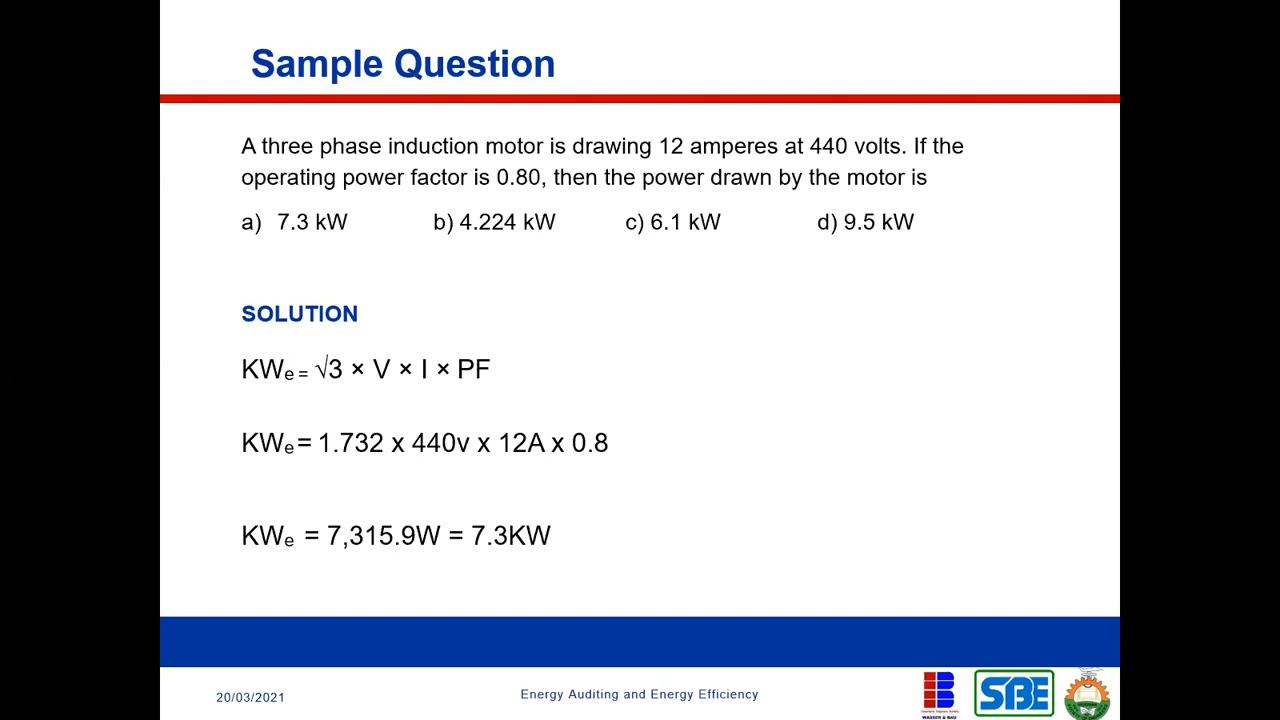 Sample Question
A three phase induction motor is drawing 12 amperes at 440 volts. If the
operating power factor is 0.80, then the power drawn by the motor is
a) 7.3 kW b) 4.224 kW c) 6.1 kW d) 9.5 kW
SOLUTION
KWe = √3 × V × I × PF
KWe = 1.732 x 440v x 12A x 0.8
KWe = 7,315.9W = 7.3KW
20/03/2021
Energy Auditing and Energy Efficiency
WASSER & BAU
SBE